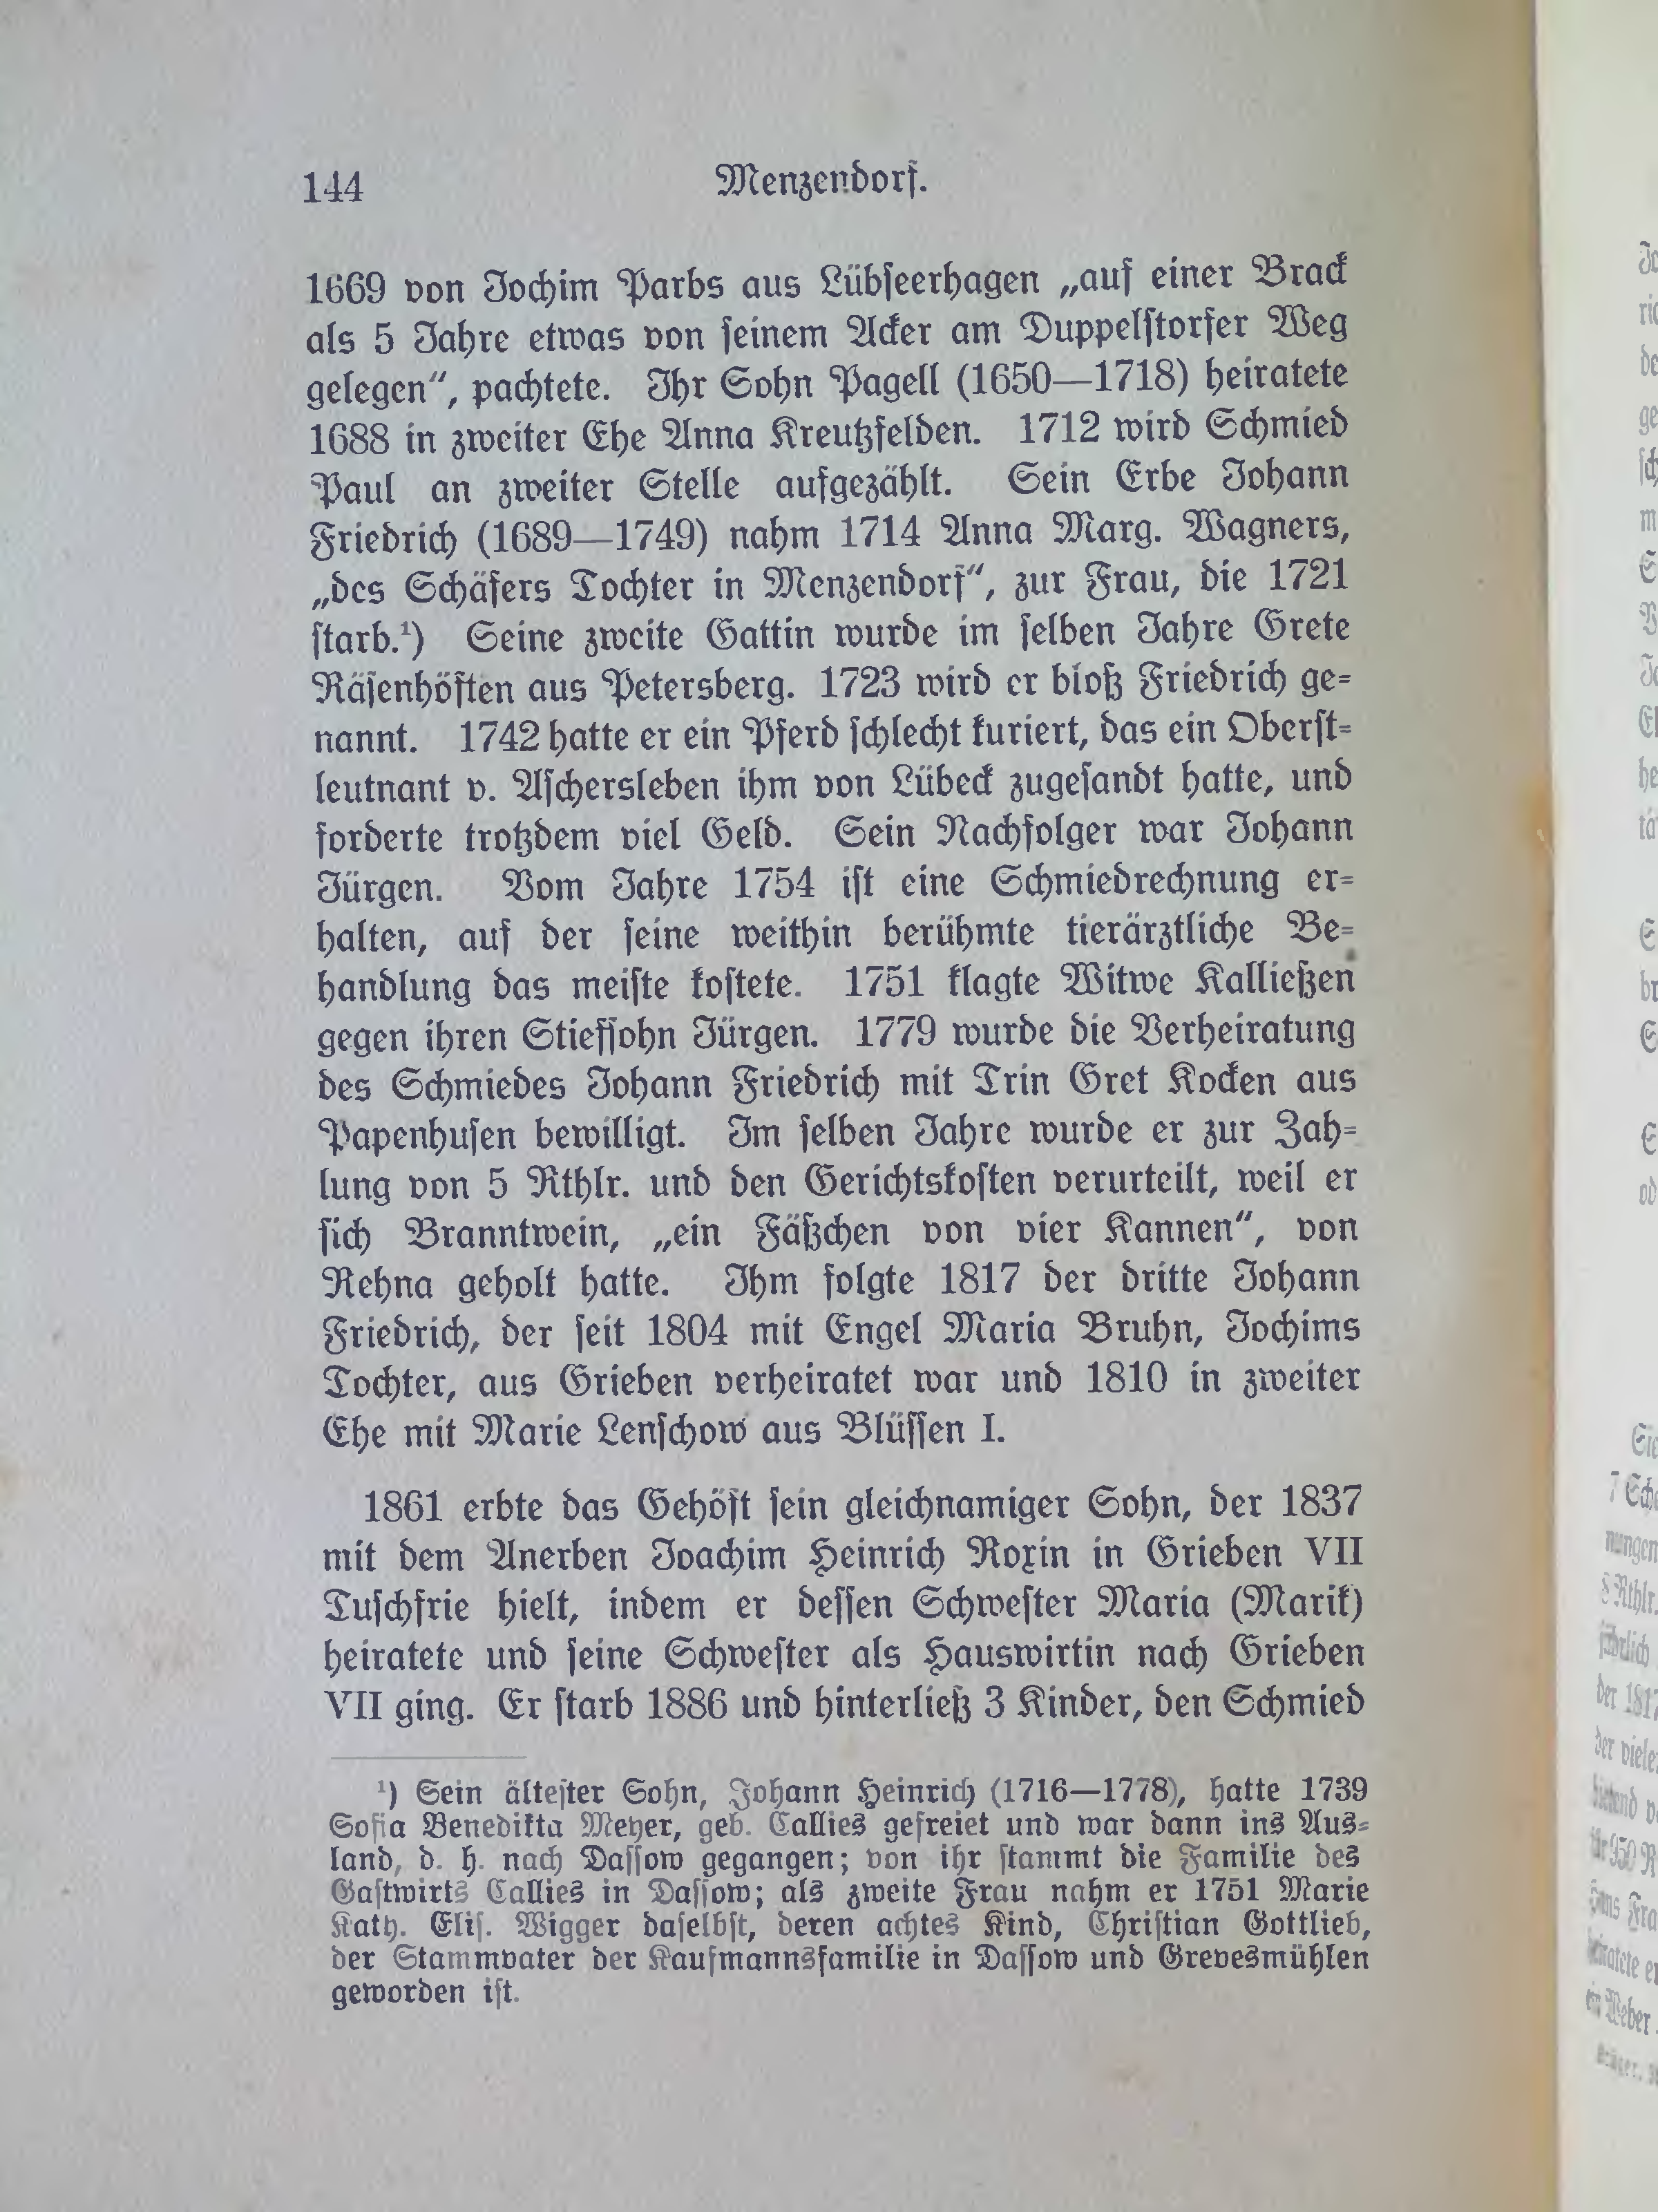 144 Menzendorf.
1669 von Jochim Parbs aus Lübseerhagen „auf einer Brack
als 5 Jahre etwas von seinem Acker am Duppelstorfer Weg
gelegen“, pachtete. Ihr Sohn Pagell (1650—1718) heiratete
1688 in zweiter Ehe Anna Kreutzfelden. 1712 wird Schmied
Paul an zweiter Stelle aufgezählt. Sein Erbe Johann
Friedrich (1689—1749) nahm 1714 Anna Marg. Wagners,
„des Schäfers Tochter in Menzendorf“, zur Frau, die 1721
starb.¹) Seine zweite Gattin wurde im selben Jahre Grete
Räsenhöften aus Petersberg. 1723 wird er bloß Friedrich ge-
nannt. 1742 hatte er ein Pferd schlecht kuriert, das ein Oberst-
leutnant v. Aschersleben ihm von Lübeck zugesandt hatte, und
forderte trotzdem viel Geld. Sein Nachfolger war Johann
Jürgen. Vom Jahre 1754 ist eine Schmiedrechnung er-
halten, auf der seine weithin berühmte tierärztliche Be-
handlung das meiste kostete. 1751 klagte Witwe Kalließen
gegen ihren Stiefsohn Jürgen. 1779 wurde die Verheiratung
des Schmiedes Johann Friedrich mit Trin Gret Kocken aus
Papenhusen bewilligt. Im selben Jahre wurde er zur Zah-
lung von 5 Rthlr. und den Gerichtskosten verurteilt, weil er
sich Branntwein, „ein Fäßchen von vier Kannen“, von
Rehna geholt hatte. Ihm folgte 1817 der dritte Johann
Friedrich, der seit 1804 mit Engel Maria Bruhn, Jochims
Tochter, aus Grieben verheiratet war und 1810 in zweiter
Ehe mit Marie Lenschow aus Blüssen I.
1861 erbte das Gehöft sein gleichnamiger Sohn, der 1837
mit dem Anerben Joachim Heinrich Roxin in Grieben VII
Tuschfrie hielt, indem er dessen Schwester Maria (Marik)
heiratete und seine Schwester als Hauswirtin nach Grieben
VII ging. Er starb 1886 und hinterließ 3 Kinder, den Schmied
¹) Sein ältester Sohn, Johann Heinrich (1716—1778), hatte 1739
Sofia Benedikta Meyer, geb. Callies gefreiet und war dann ins Aus-
land, d. h. nach Dassow gegangen; von ihr stammt die Familie des
Gastwirts Callies in Dassow; als zweite Frau nahm er 1751 Marie
Kath. Elis. Wigger daselbst, deren achtes Kind, Christian Gottlieb,
der Stammvater der Kaufmannsfamilie in Dassow und Grevesmühlen
geworden ist.